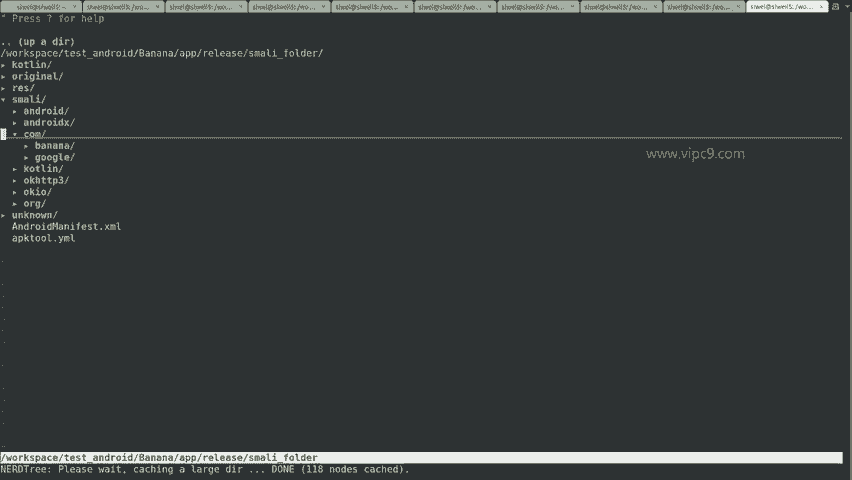 " Press ? for help
.. (up a dir)
/workspace/test_android/Banana/app/release/smali_folder/
▸ kotlin/
▸ original/
▸ res/
▾ smali/
▸ android/
▸ androidx/
▾ com/
▸ banana/
▸ google/
▸ kotlin/
▸ okhttp3/
▸ okio/
▸ org/
▸ unknown/
AndroidManifest.xml
apktool.yml
www.vipc9.com
/workspace/test_android/Banana/app/release/smali_folder
NERDTree: Please wait, caching a large dir ... DONE (118 nodes cached).